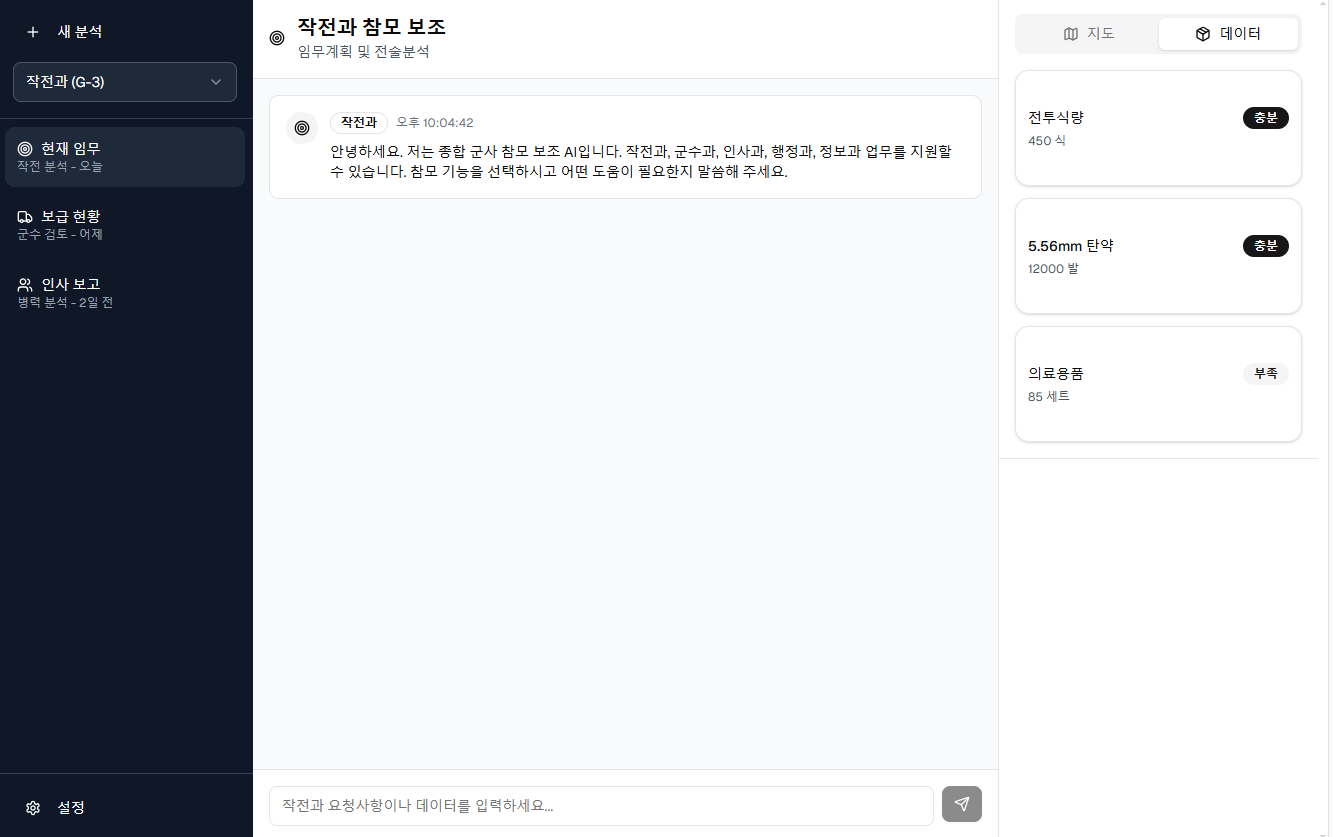 새 분석
작전과 (G-3)
현재 임무
작전 분석 - 오늘
보급 현황
군수 검토 - 어제
인사 보고
병력 분석 - 2일 전
설정
작전과 참모 보조
임무계획 및 전술분석
작전과 오후 10:04:42
안녕하세요. 저는 종합 군사 참모 보조 AI입니다. 작전과, 군수과, 인사과, 행정과, 정보과 업무를 지원할
수 있습니다. 참모 기능을 선택하시고 어떤 도움이 필요한지 말씀해 주세요.
작전과 요청사항이나 데이터를 입력하세요...
지도 데이터
전투식량 충분
450 식
5.56mm 탄약 충분
12000 발
의료용품 부족
85 세트